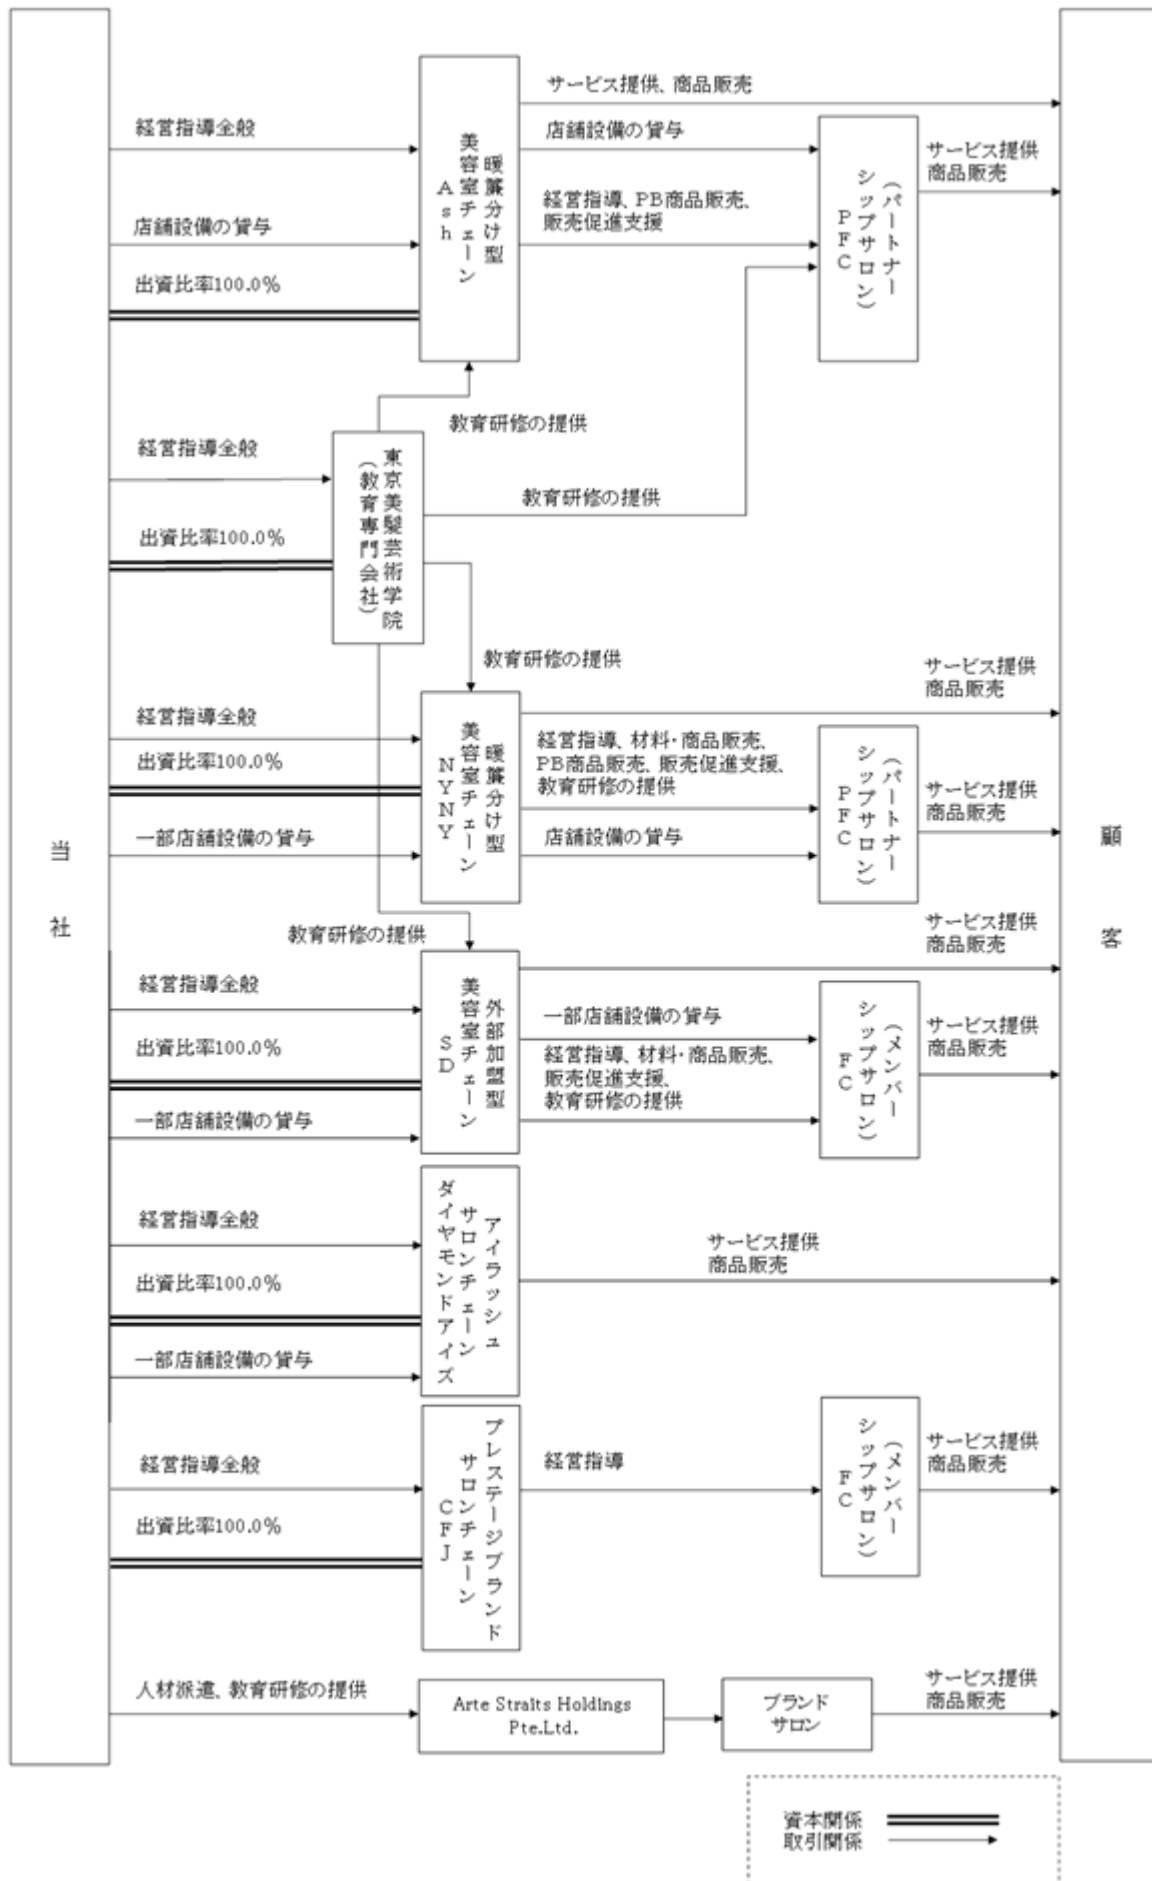 当社
顧客
経営指導全般
店舗設備の貸与
出資比率100.0%
暖簾分け型
美容室チェーン
Ash
サービス提供、商品販売
店舗設備の貸与
経営指導、PB商品販売、
販売促進支援
(パートナー
シップサロン)
PFC
サービス提供
商品販売
教育研修の提供
経営指導全般
出資比率100.0%
東京美髪芸術学院
(教育専門会社)
教育研修の提供
教育研修の提供
経営指導全般
出資比率100.0%
一部店舗設備の貸与
暖簾分け型
美容室チェーン
NYNY
サービス提供
商品販売
経営指導、材料・商品販売、
PB商品販売、販売促進支援、
教育研修の提供
店舗設備の貸与
(パートナー
シップサロン)
PFC
サービス提供
商品販売
教育研修の提供
経営指導全般
出資比率100.0%
一部店舗設備の貸与
外部加盟型
美容室チェーン
SD
サービス提供
商品販売
一部店舗設備の貸与
経営指導、材料・商品販売、
販売促進支援、
教育研修の提供
(メンバー
シップサロン)
FC
サービス提供
商品販売
経営指導全般
出資比率100.0%
一部店舗設備の貸与
アイラッシュ
サロンチェーン
ダイヤモンドアイズ
サービス提供
商品販売
経営指導全般
出資比率100.0%
プレステージブランド
サロンチェーン
CFJ
経営指導
(メンバー
シップサロン)
FC
サービス提供
商品販売
人材派遣、教育研修の提供
Arte Straits Holdings
Pte.Ltd.
ブランド
サロン
サービス提供
商品販売
資本関係
取引関係